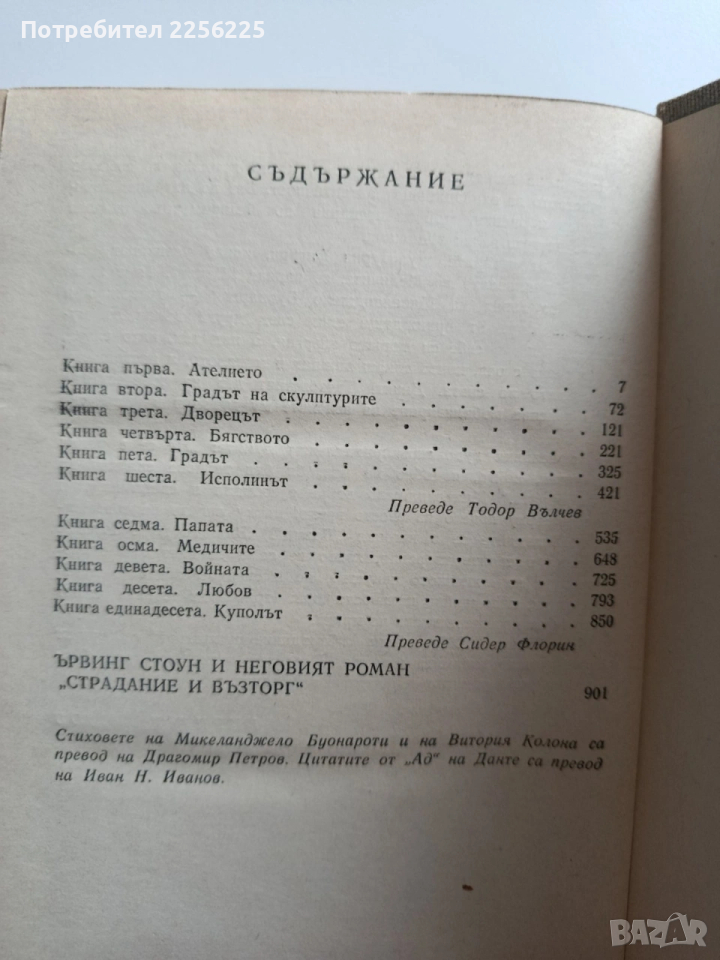 Потребител 2256225
СЪДЪРЖАНИЕ
Книга първа. Ателието . . . . . . . . . . . . 7
Книга втора. Градът на скулптурите . . . . . . . 72
Книга трета. Дворецът . . . . . . . . . . . . 121
Книга четвърта. Бягството . . . . . . . . . . 221
Книга пета. Градът . . . . . . . . . . . . . 325
Книга шеста. Исполинът . . . . . . . . . . . 421
Преведе Тодор Вълчев
Книга седма. Папата . . . . . . . . . . . . 535
Книга осма. Медичите . . . . . . . . . . . 648
Книга девета. Войната . . . . . . . . . . . 725
Книга десета. Любов . . . . . . . . . . . 793
Книга единадесета. Куполът . . . . . . . . . 850
Преведе Сидер Флорин
ЪРВИНГ СТОУН И НЕГОВИЯТ РОМАН
„СТРАДАНИЕ И ВЪЗТОРГ“ 901
Стиховете на Микеланджело Буонароти и на Витория Колона са
превод на Драгомир Петров. Цитатите от „Ад“ на Данте са превод
на Иван Н. Иванов.
BAZAR
www.Bazar.bg